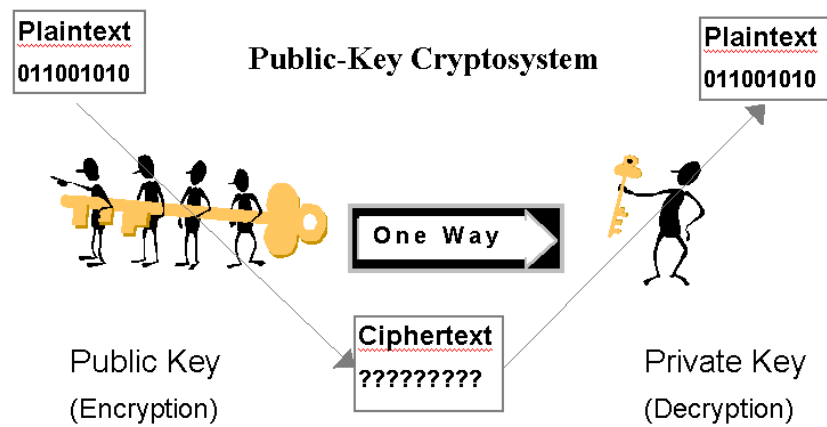 Plaintext
011001010
Public-Key Cryptosystem
Plaintext
011001010
One Way
Ciphertext
?????????
Public Key
(Encryption)
Private Key
(Decryption)